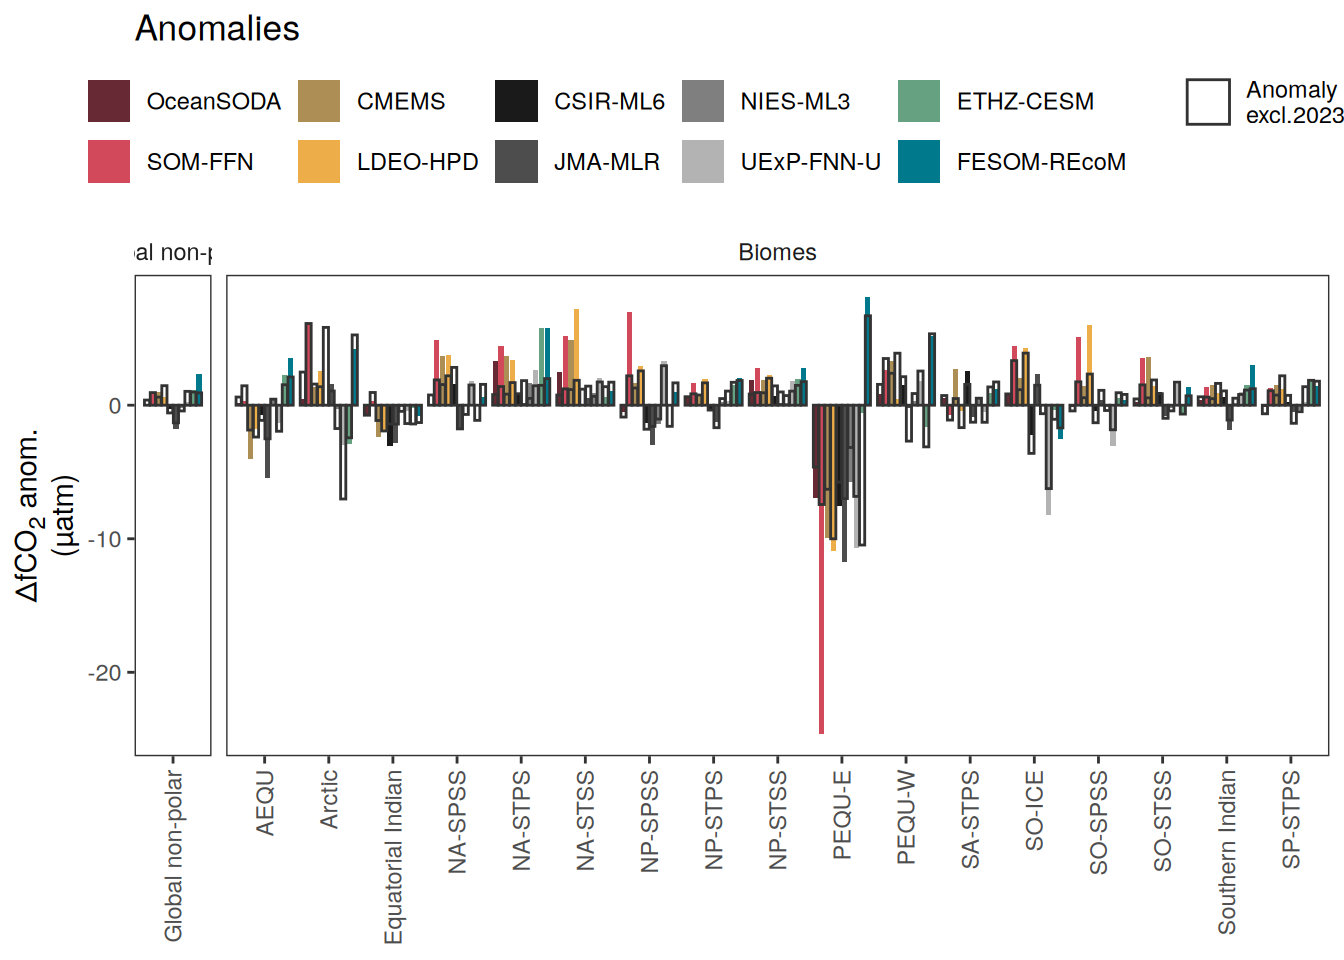 Anomalies
OceanSODA CMEMS CSIR-ML6 NIES-ML3 ETHZ-CESM
SOM-FFN LDEO-HPD JMA-MLR UExP-FNN-U FESOM-REcoM
Anomaly
excl.2023
al non-
Biomes
ΔfCO2 anom.
(µatm)
0
-10
-20
Global non-polar
AEQU
Arctic
Equatorial Indian
NA-SPSS
NA-STPS
NA-STSS
NP-SPSS
NP-STPS
NP-STSS
PEQU-E
PEQU-W
SA-STPS
SO-ICE
SO-SPSS
SO-STSS
Southern Indian
SP-STPS